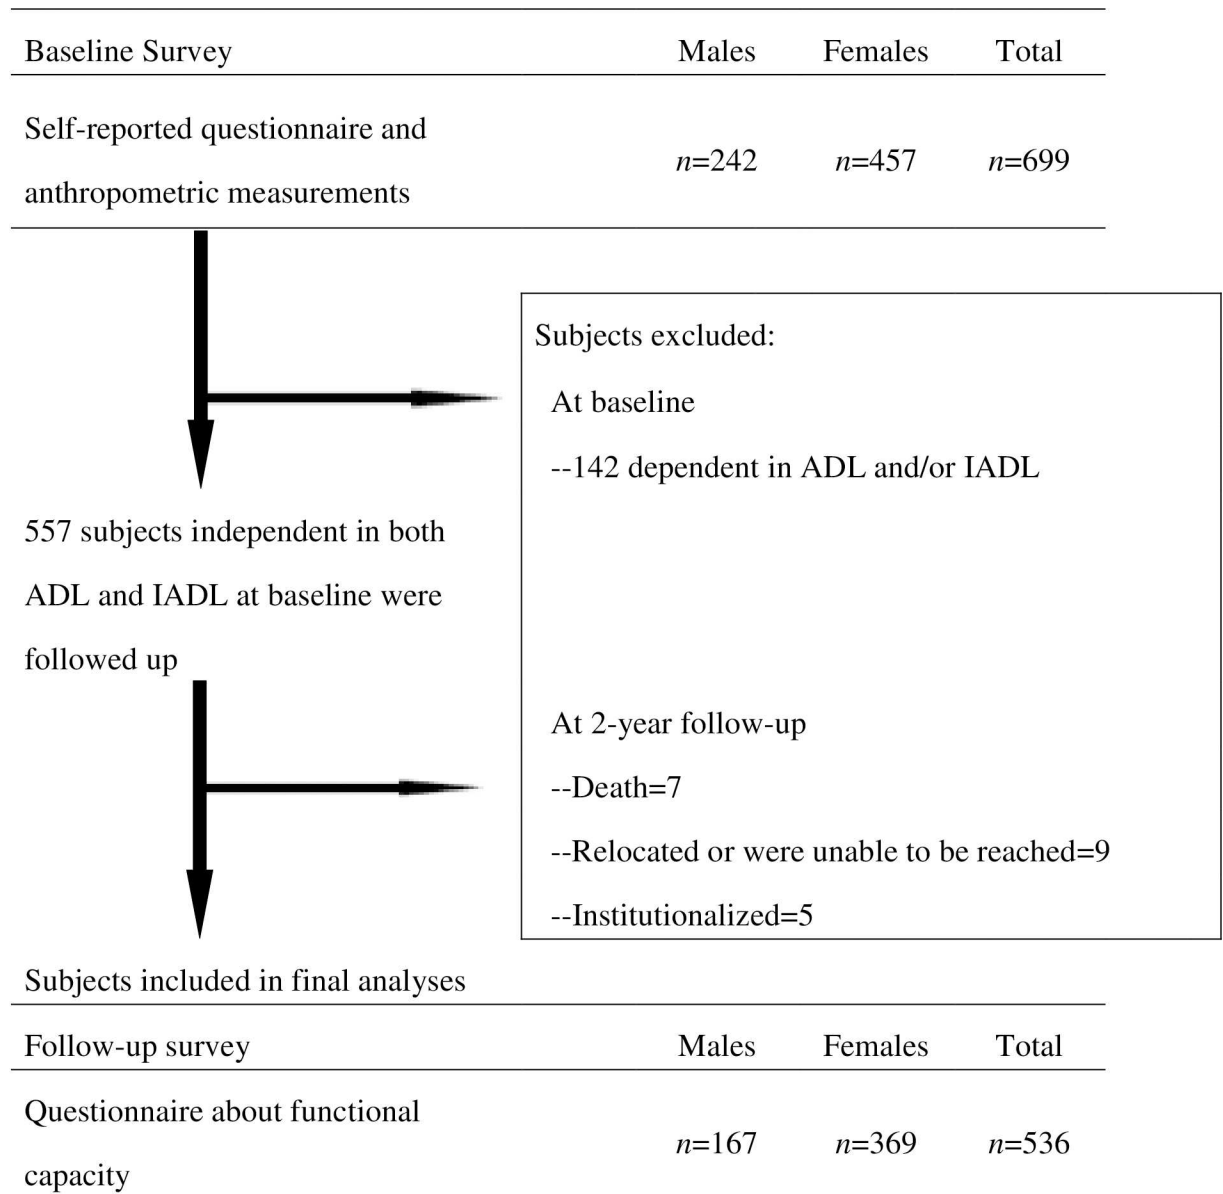 Baseline Survey Males Females Total
Self-reported questionnaire and
anthropometric measurements
n=242 n=457 n=699
Subjects excluded:
At baseline
--142 dependent in ADL and/or IADL
557 subjects independent in both
ADL and IADL at baseline were
followed up
At 2-year follow-up
--Death=7
--Relocated or were unable to be reached=9
--Institutionalized=5
Subjects included in final analyses
Follow-up survey Males Females Total
Questionnaire about functional
capacity
n=167 n=369 n=536